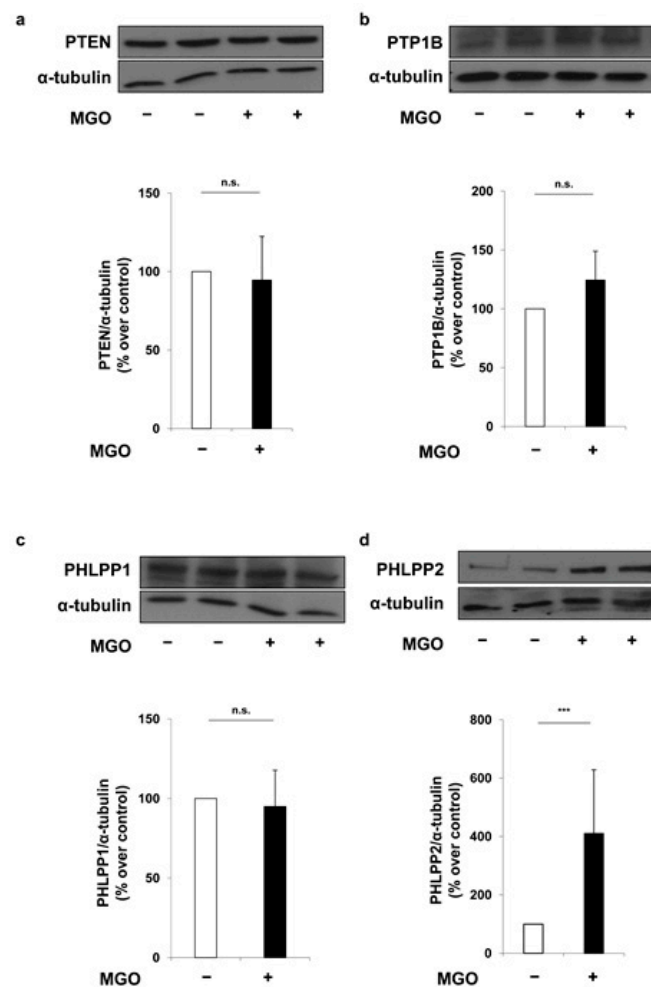 a
PTEN
α-tubulin
MGO − − + +
n.s.
PTEN/α-tubulin
(% over control)
150
100
50
0
MGO − +
b
PTP1B
α-tubulin
MGO − − + +
n.s.
PTP1B/α-tubulin
(% over control)
200
150
100
50
0
MGO − +
c
PHLPP1
α-tubulin
MGO − − + +
n.s.
PHLPP1/α-tubulin
(% over control)
150
100
50
0
MGO − +
d
PHLPP2
α-tubulin
MGO − − + +
***
PHLPP2/α-tubulin
(% over control)
800
600
400
200
100
0
MGO − +